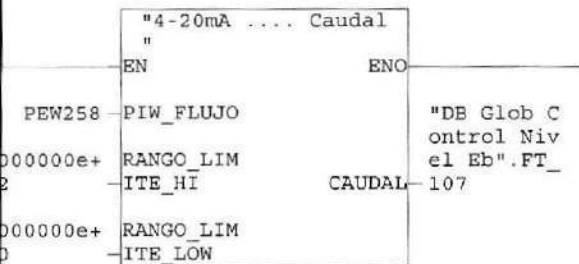 "4-20mA .... Caudal
"
EN ENO
PEW258 PIW_FLUJO
"DB Glob C
ontrol Niv
el Eb".FT_
107
000000e+ RANGO_LIM
2 ITE_HI CAUDAL
000000e+ RANGO_LIM
0 ITE_LOW